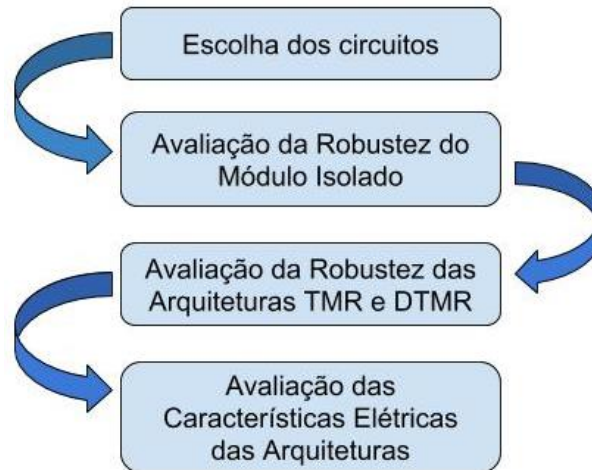 Escolha dos circuitos
Avaliação da Robustez do
Módulo Isolado
Avaliação da Robustez das
Arquiteturas TMR e DTMR
Avaliação das
Características Elétricas
das Arquiteturas